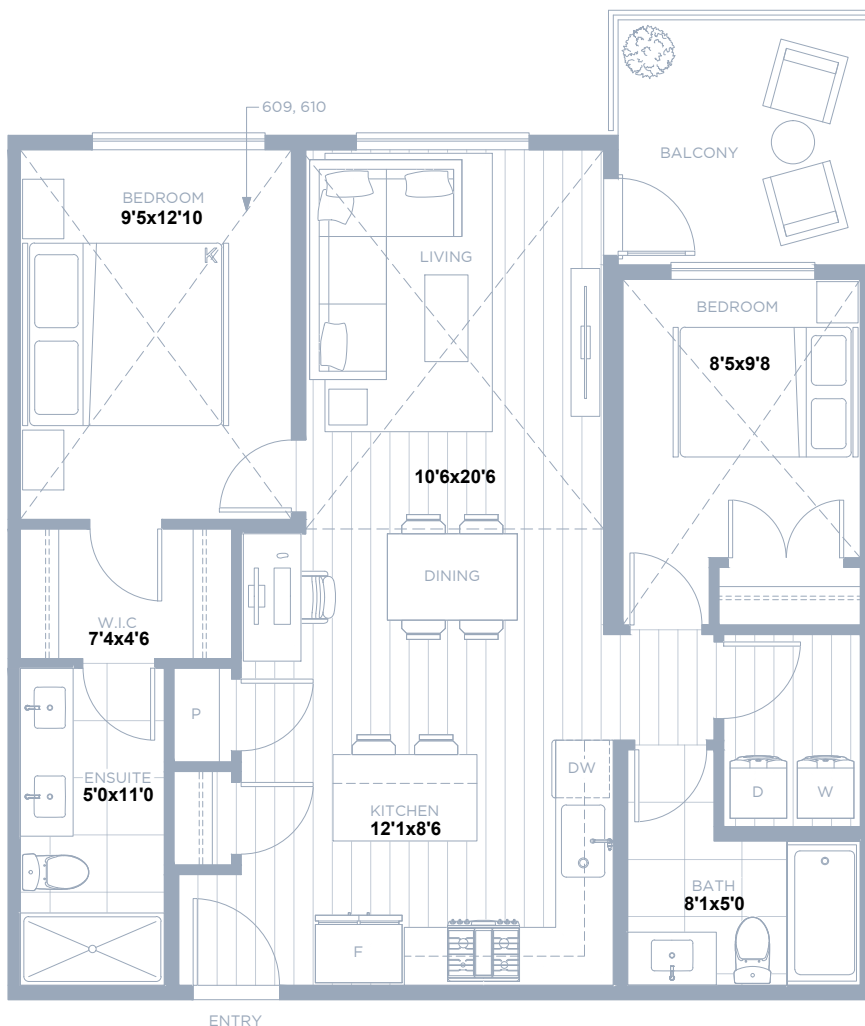 609, 610
BALCONY
BEDROOM
9'5x12'10
K
LIVING
BEDROOM
8'5x9'8
10'6x20'6
DINING
W.I.C
7'4x4'6
P
ENSUITE
5'0x11'0
DW
KITCHEN
12'1x8'6
D
W
BATH
8'1x5'0
F
ENTRY